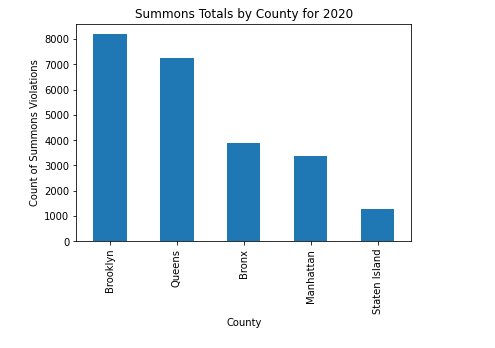 Summons Totals by County for 2020
Count of Summons Violations
8000
7000
6000
5000
4000
3000
2000
1000
0
Brooklyn
Queens
Bronx
Manhattan
Staten Island
County